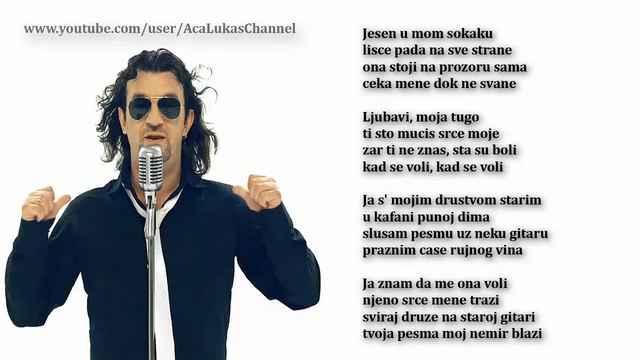 www.youtube.com/user/AcaLukasChannel
Jesen u mom sokaku
lisce pada na sve strane
ona stoji na prozoru sama
ceka mene dok ne svane
Ljubavi, moja tugo
ti sto mucis srce moje
zar ti ne znas, sta su boli
kad se voli, kad se voli
Ja s' mojim drustvom starim
u kafani punoj dima
slusam pesmu uz neku gitaru
praznim case rujnog vina
Ja znam da me ona voli
njeno srce mene trazi
sviraj druze na staroj gitari
tvoja pesma moj nemir blazi